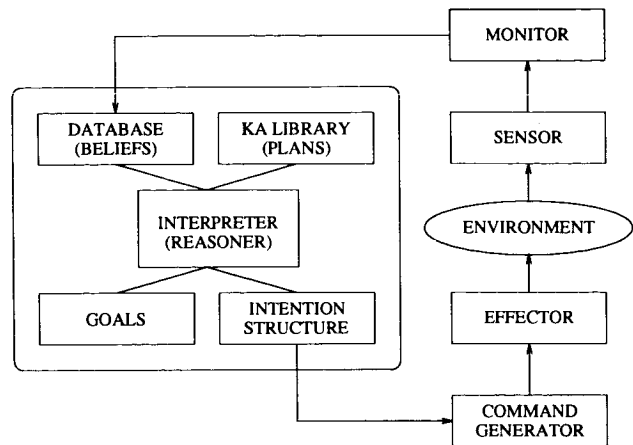 MONITOR
DATABASE
(BELIEFS)
KA LIBRARY
(PLANS)
SENSOR
INTERPRETER
(REASONER)
ENVIRONMENT
GOALS
INTENTION
STRUCTURE
EFFECTOR
COMMAND
GENERATOR